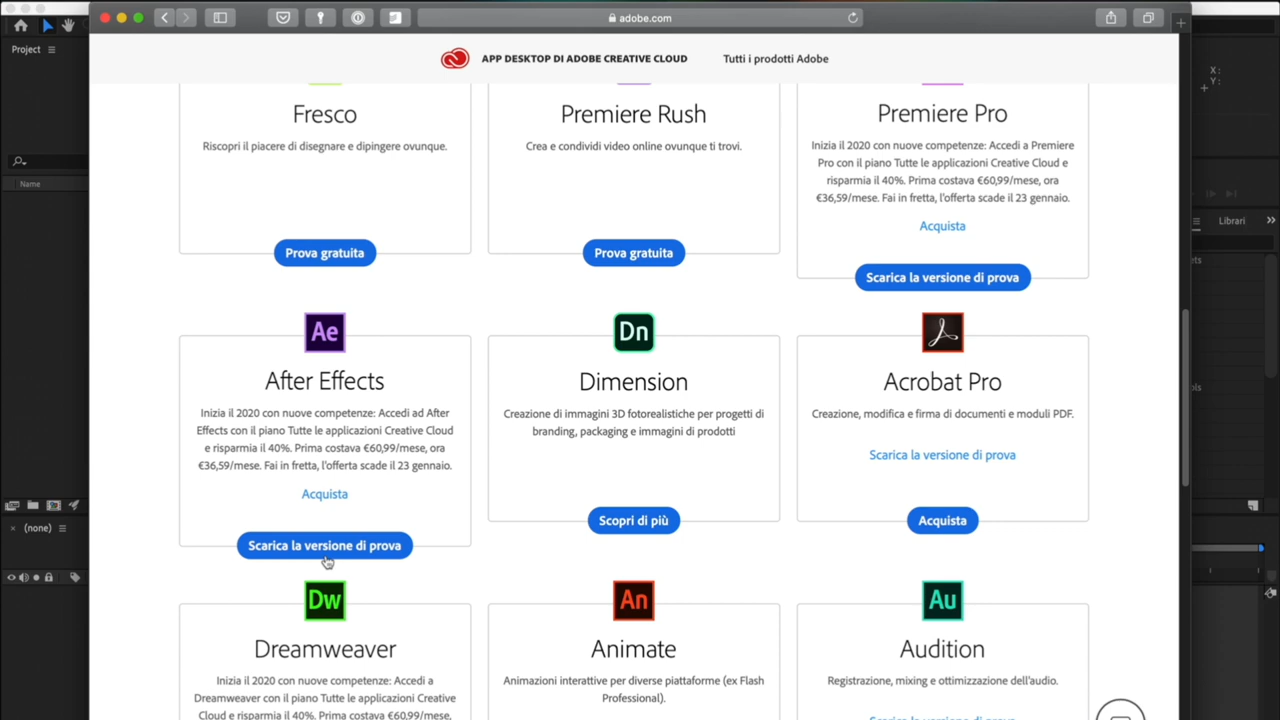 adobe.com
X:
Y:
Project
APP DESKTOP DI ADOBE CREATIVE CLOUD
Tutti i prodotti Adobe
Name
Librari
Fresco
Riscopri il piacere di disegnare e dipingere ovunque.
Prova gratuita
Premiere Rush
Crea e condividi video online ovunque ti trovi.
Prova gratuita
Premiere Pro
Inizia il 2020 con nuove competenze: Accedi a Premiere
Pro con il piano Tutte le applicazioni Creative Cloud e
risparmia il 40%. Prima costava €60,99/mese, ora
€36,59/mese. Fai in fretta, l'offerta scade il 23 gennaio.
Acquista
Scarica la versione di prova
Ae
After Effects
Inizia il 2020 con nuove competenze: Accedi ad After
Effects con il piano Tutte le applicazioni Creative Cloud
e risparmia il 40%. Prima costava €60,99/mese, ora
€36,59/mese. Fai in fretta, l'offerta scade il 23 gennaio.
Acquista
Scarica la versione di prova
Dn
Dimension
Creazione di immagini 3D fotorealistiche per progetti di
branding, packaging e immagini di prodotti
Scopri di più
Acrobat Pro
Creazione, modifica e firma di documenti e moduli PDF.
Scarica la versione di prova
Acquista
(none)
Dw
Dreamweaver
Inizia il 2020 con nuove competenze: Accedi a
Dreamweaver con il piano Tutte le applicazioni Creative
Cloud e risparmia il 40%. Prima costava €60,99/mese,
An
Animate
Animazioni interattive per diverse piattaforme (ex Flash
Professional).
Au
Audition
Registrazione, mixing e ottimizzazione dell'audio.